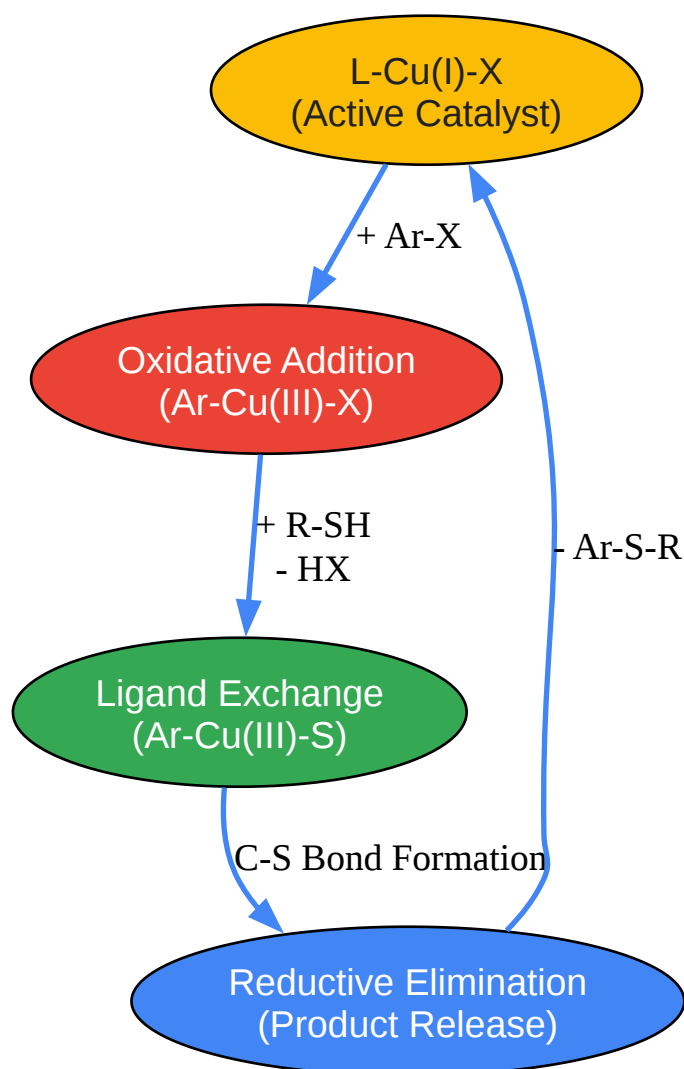 L-Cu(I)-X
(Active Catalyst)
+ Ar-X
Oxidative Addition
(Ar-Cu(III)-X)
+ R-SH
- HX
- Ar-S-R
Ligand Exchange
(Ar-Cu(III)-S)
C-S Bond Formation
Reductive Elimination
(Product Release)